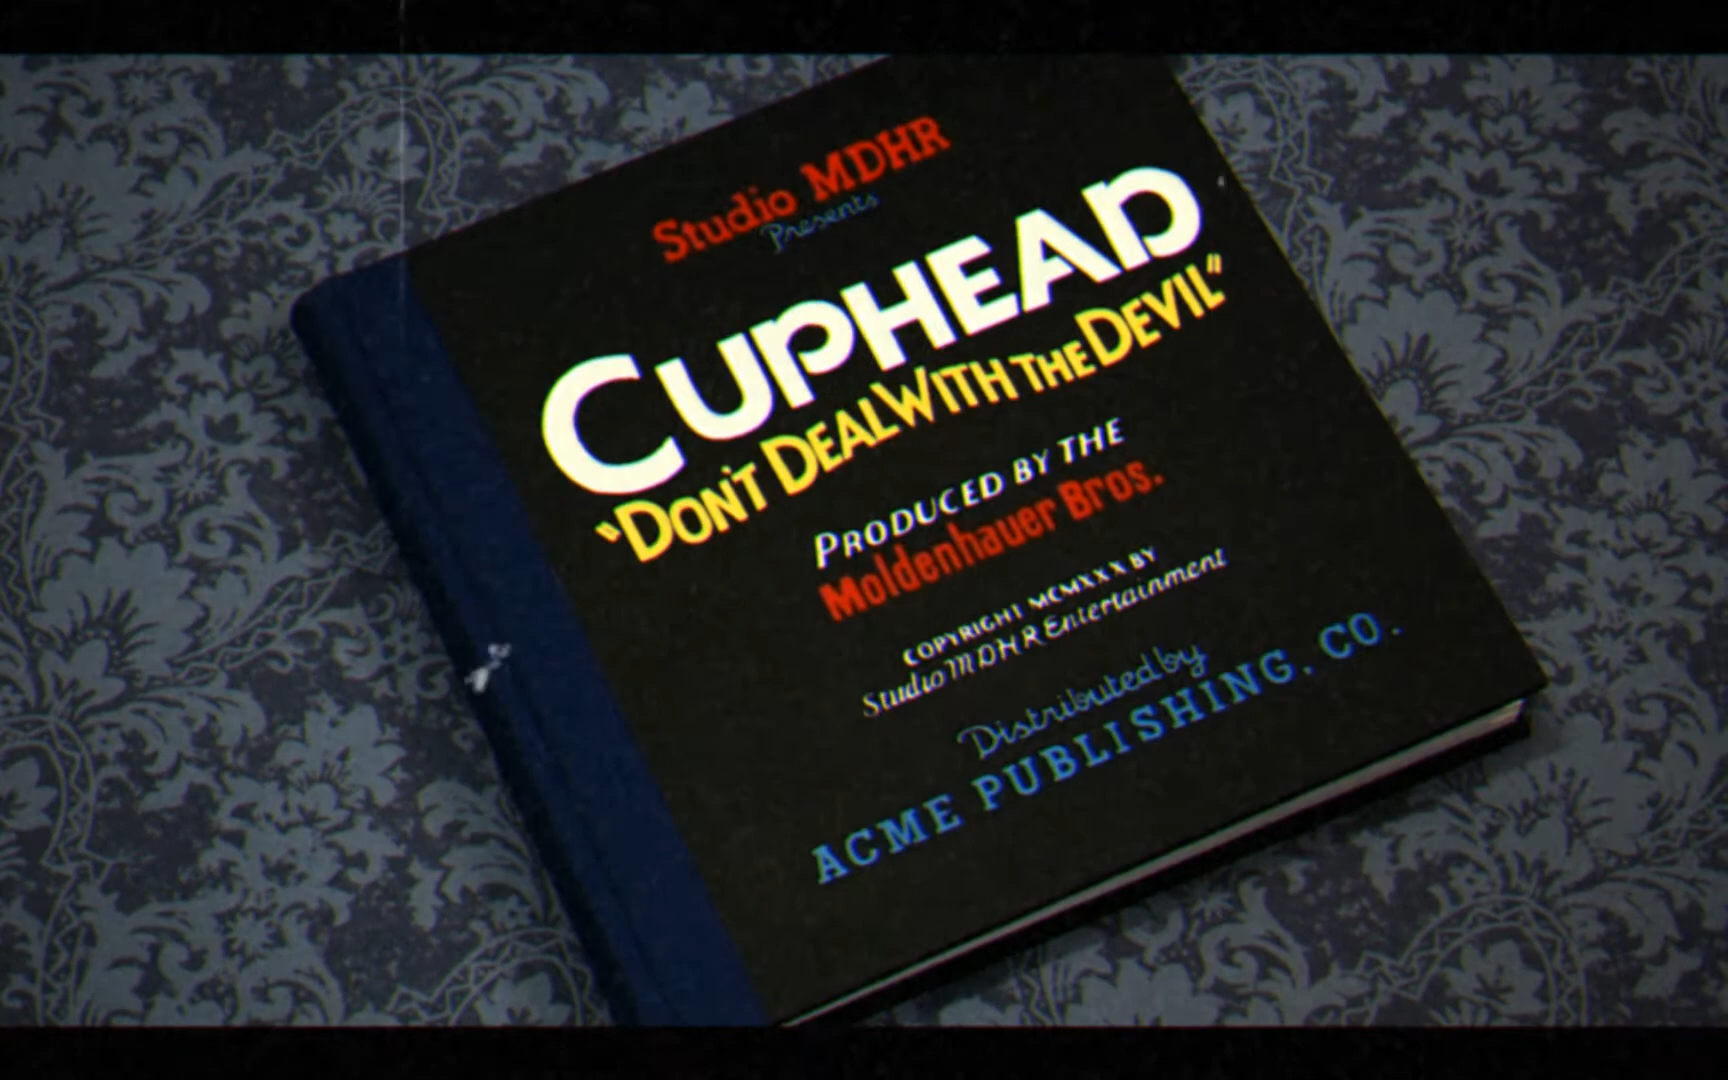 Studio MDHR
Presents
CUPHEAD
"DON'T DEAL WITH THE DEVIL"
PRODUCED BY THE
Moldenhauer Bros.
COPYRIGHT MCMXXX BY
Studio MDHR Entertainment
Distributed by
ACME PUBLISHING. CO.